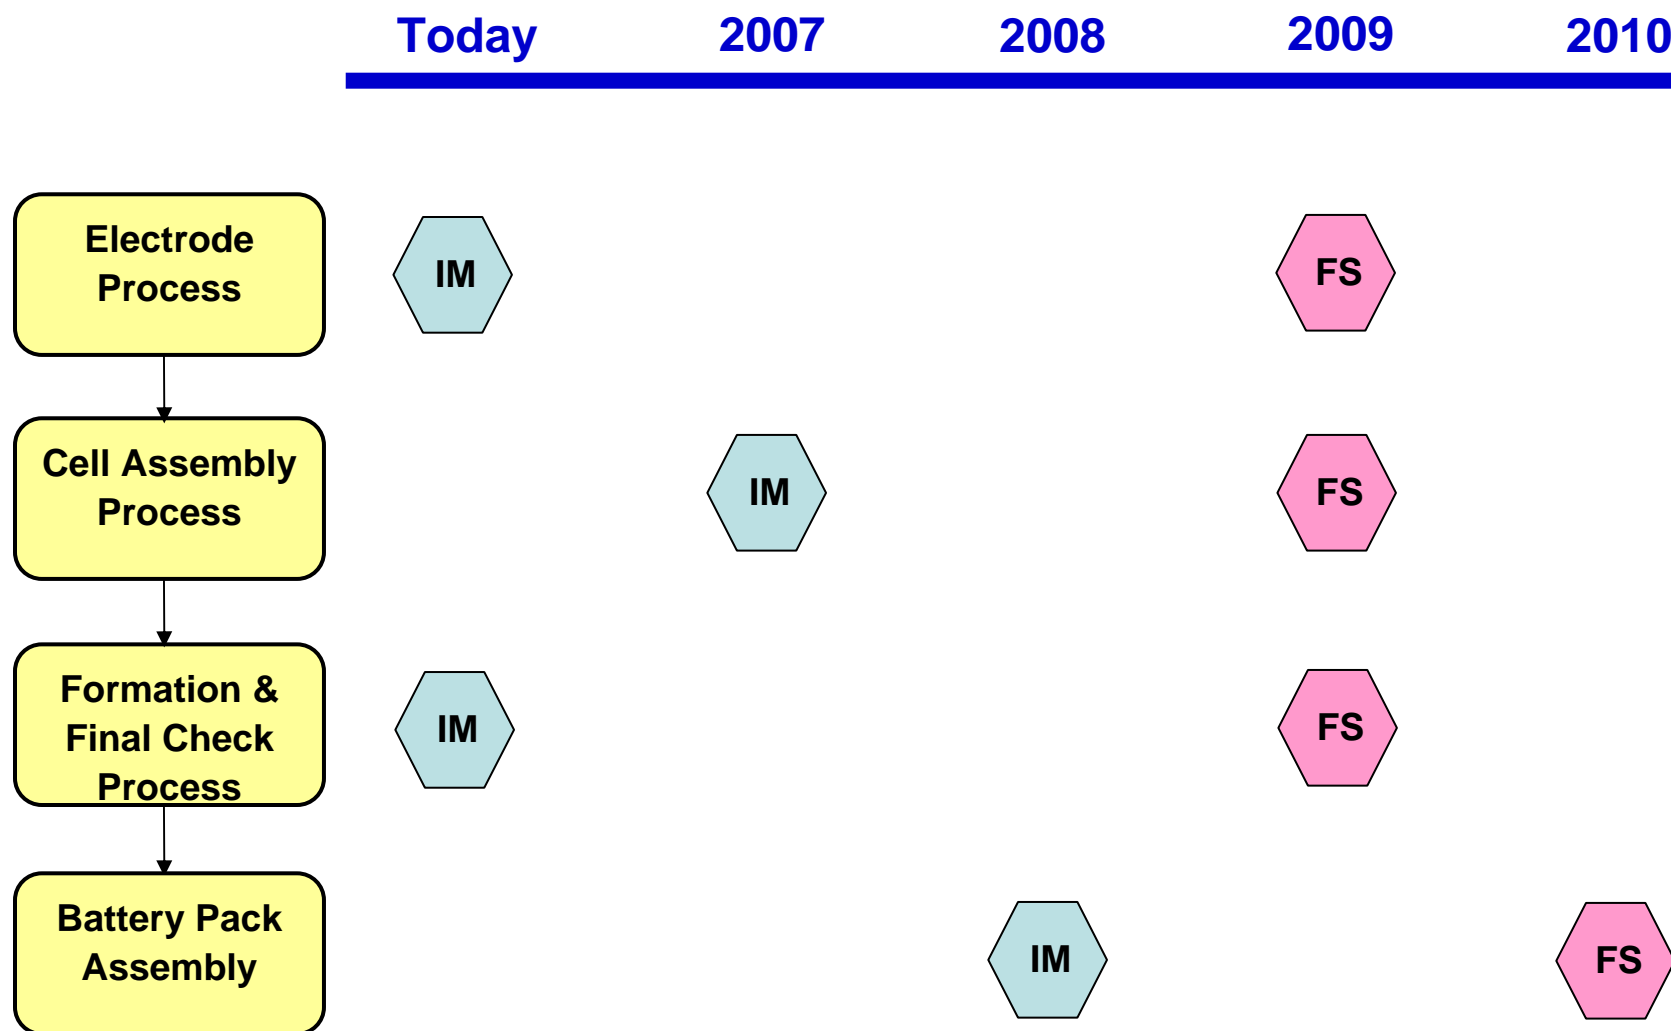 Today 2007 2008 2009 2010
Electrode
Process
IM FS
Cell Assembly
Process
IM FS
Formation &
Final Check
Process
IM FS
Battery Pack
Assembly
IM FS